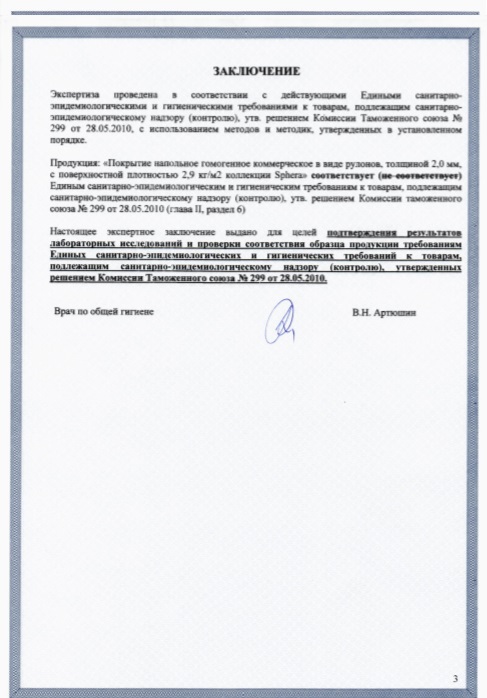 ЗАКЛЮЧЕНИЕ
Экспертиза проведена в соответствии с действующими Едиными санитарно-
эпидемиологическими и гигиеническими требованиями к товарам, подлежащим санитарно-
эпидемиологическому надзору (контролю), утв. решением Комиссии Таможенного союза №
299 от 28.05.2010, с использованием методов и методик, утвержденных в установленном
порядке.
Продукция: «Покрытие напольное гомогенное коммерческое в виде рулонов, толщиной 2,0 мм,
с поверхностной плотностью 2,9 кг/м2 коллекции Sphera» соответствует (не соответствует)
Единым санитарно-эпидемиологическим и гигиеническим требованиям к товарам, подлежащим
санитарно-эпидемиологическому надзору (контролю), утв. решением Комиссии таможенного
союза № 299 от 28.05.2010 (глава II, раздел 6)
Настоящее экспертное заключение выдано для целей подтверждения результатов
лабораторных исследований и проверки соответствия образца продукции требованиям
Единых санитарно-эпидемиологических и гигиенических требований к товарам,
подлежащим санитарно-эпидемиологическому надзору (контролю), утвержденных
решением Комиссии Таможенного союза № 299 от 28.05.2010.
Врач по общей гигиене В.Н. Артюшин
3